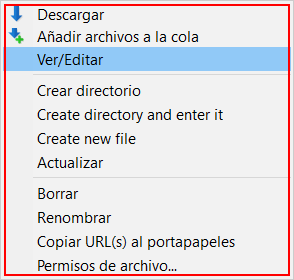 Descargar
Añadir archivos a la cola
Ver/Editar
Crear directorio
Create directory and enter it
Create new file
Actualizar
Borrar
Renombrar
Copiar URL(s) al portapapeles
Permisos de archivo...